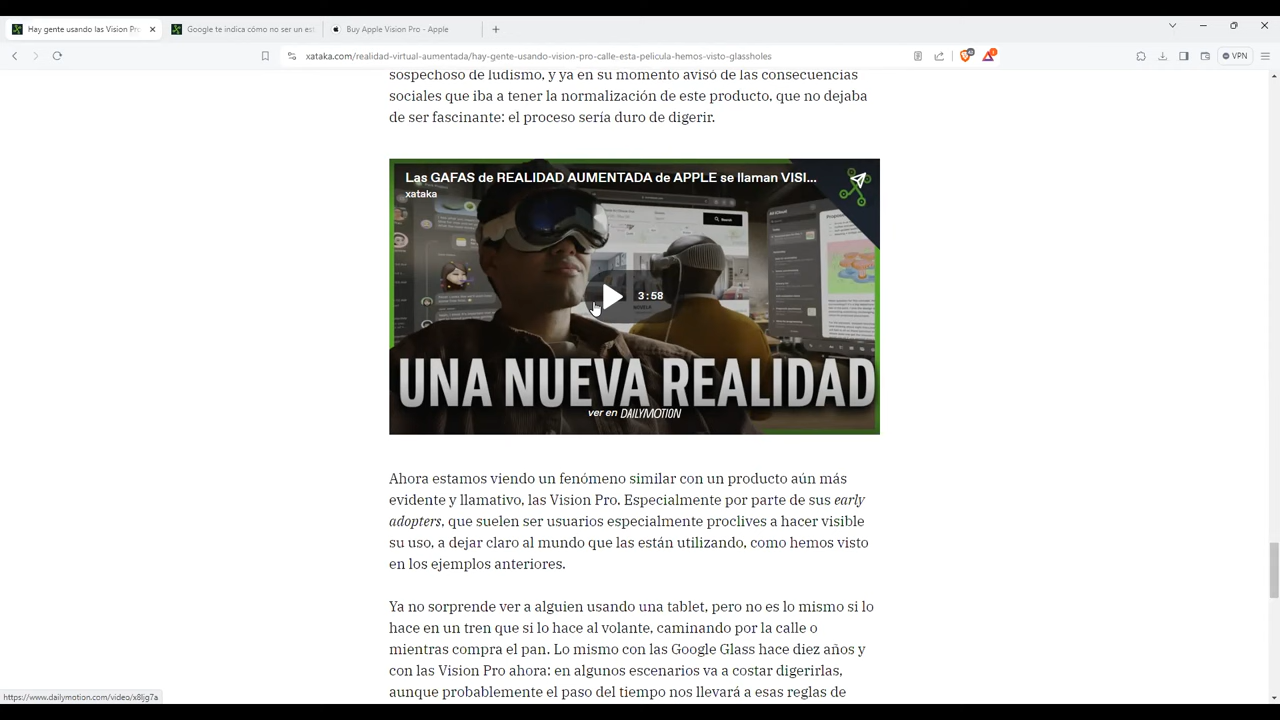 Hay gente usando las Vision Pro
Google te indica cómo no ser un est
Buy Apple Vision Pro - Apple
xataka.com/realidad-virtual-aumentada/hay-gente-usando-vision-pro-calle-esta-pelicula-hemos-visto-glassholes
VPN
sospechoso de ludismo, y ya en su momento avisó de las consecuencias
sociales que iba a tener la normalización de este producto, que no dejaba
de ser fascinante: el proceso sería duro de digerir.
Las GAFAS de REALIDAD AUMENTADA de APPLE se llaman VISI...
xataka
Search
3:58
UNA NUEVA REALIDAD
ver en DAILYMOTION
Ahora estamos viendo un fenómeno similar con un producto aún más
evidente y llamativo, las Vision Pro. Especialmente por parte de sus early
adopters, que suelen ser usuarios especialmente proclives a hacer visible
su uso, a dejar claro al mundo que las están utilizando, como hemos visto
en los ejemplos anteriores.
Ya no sorprende ver a alguien usando una tablet, pero no es lo mismo si lo
hace en un tren que si lo hace al volante, caminando por la calle o
mientras compra el pan. Lo mismo con las Google Glass hace diez años y
con las Vision Pro ahora: en algunos escenarios va a costar digerirlas,
aunque probablemente el paso del tiempo nos llevará a esas reglas de
https://www.dailymotion.com/video/x8ljg7a